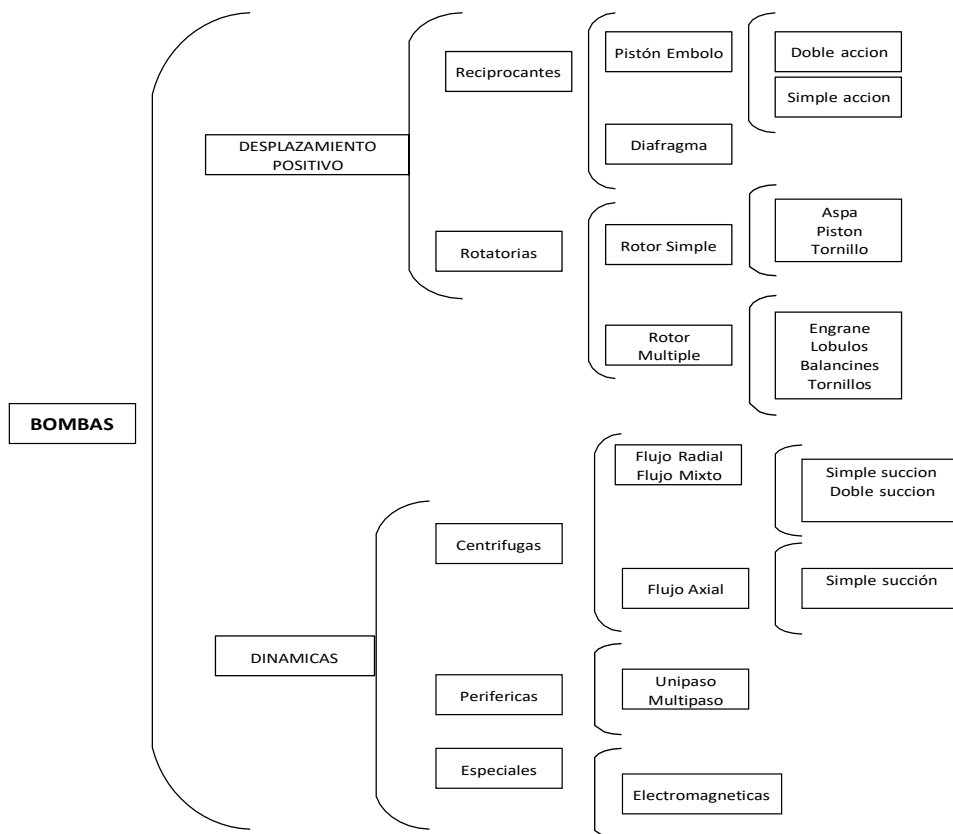 BOMBAS
DESPLAZAMIENTO
POSITIVO
Reciprocantes
Pistón Embolo
Doble accion
Simple accion
Diafragma
Rotatorias
Rotor Simple
Aspa
Piston
Tornillo
Rotor
Multiple
Engrane
Lobulos
Balancines
Tornillos
DINAMICAS
Centrifugas
Flujo Radial
Flujo Mixto
Simple succion
Doble succion
Flujo Axial
Simple succión
Perifericas
Unipaso
Multipaso
Especiales
Electromagneticas